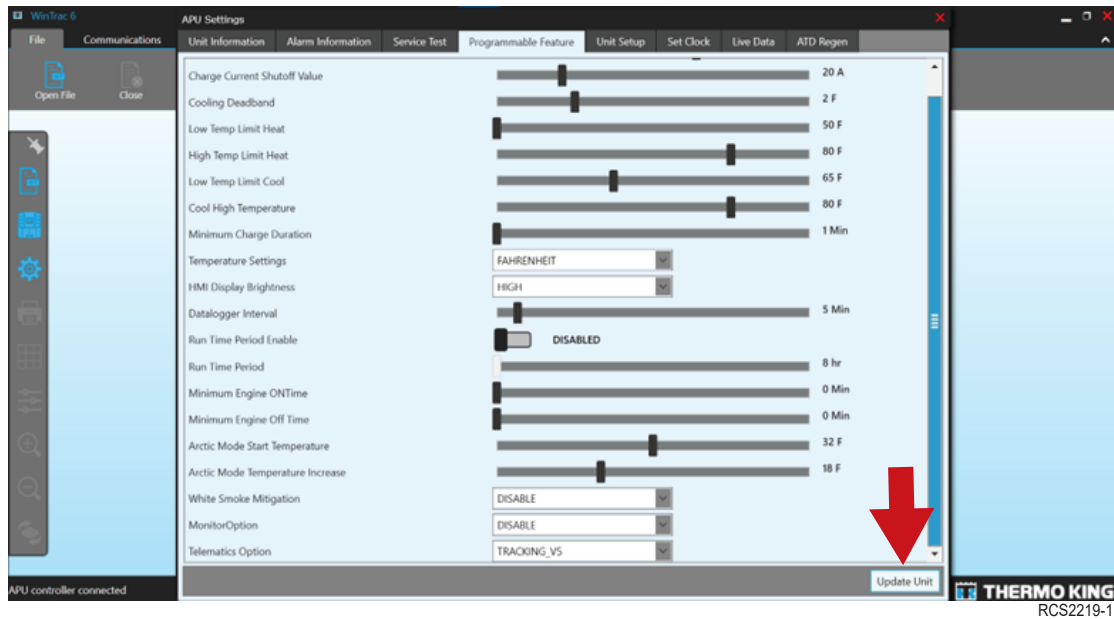 WinTrac 6
APU Settings
File Communications
Unit Information Alarm Information Service Test Programmable Feature Unit Setup Set Clock Live Data ATD Regen
Open File Close
Charge Current Shutoff Value 20 A
Cooling Deadband 2 F
Low Temp Limit Heat 50 F
High Temp Limit Heat 80 F
Low Temp Limit Cool 65 F
Cool High Temperature 80 F
Minimum Charge Duration 1 Min
Temperature Settings FAHRENHEIT
HMI Display Brightness HIGH
Datalogger Interval 5 Min
Run Time Period Enable DISABLED
Run Time Period 8 hr
Minimum Engine ONTime 0 Min
Minimum Engine Off Time 0 Min
Arctic Mode Start Temperature 32 F
Arctic Mode Temperature Increase 18 F
White Smoke Mitigation DISABLE
MonitorOption DISABLE
Telematics Option TRACKING_VS
Update Unit
APU controller connected
THERMO KING
RCS2219-1